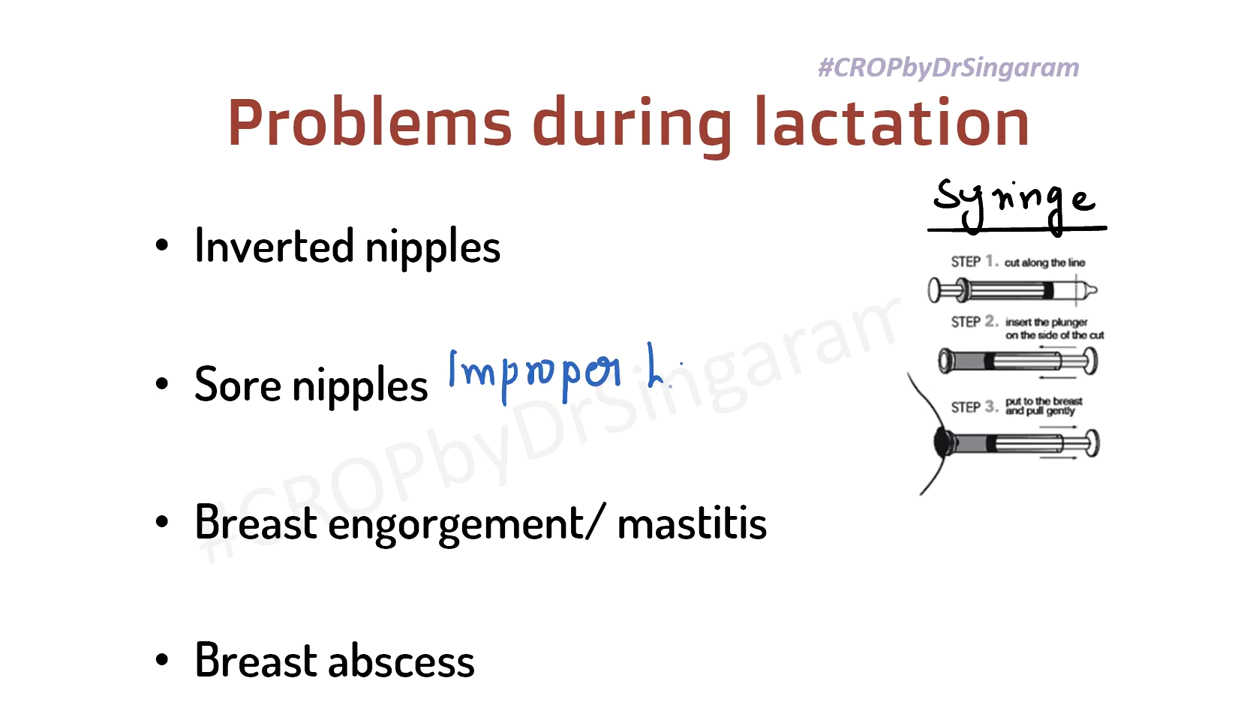 #CROPbyDrSingaram
Problems during lactation
Syringe
• Inverted nipples
STEP 1. cut along the line
STEP 2. insert the plunger
on the side of the cut
• Sore nipples Improper
STEP 3. put to the breast
and pull gently
#CROPbyDrSingaram
• Breast engorgement/ mastitis
• Breast abscess